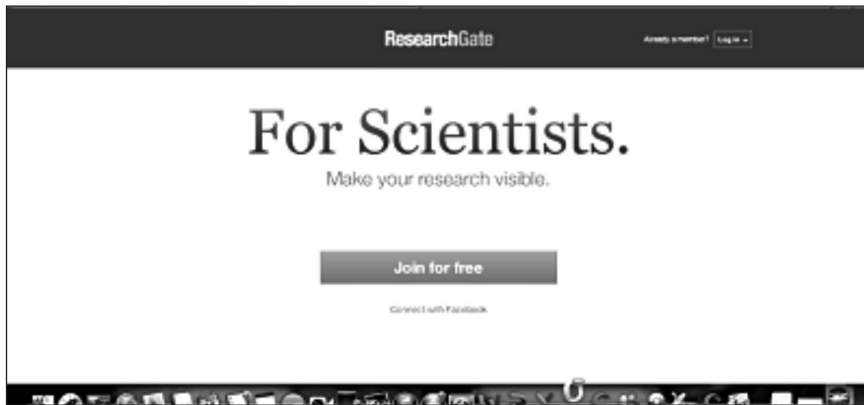 ResearchGate
Already a member? Log in
For Scientists.
Make your research visible.
Join for free
Connect with Facebook